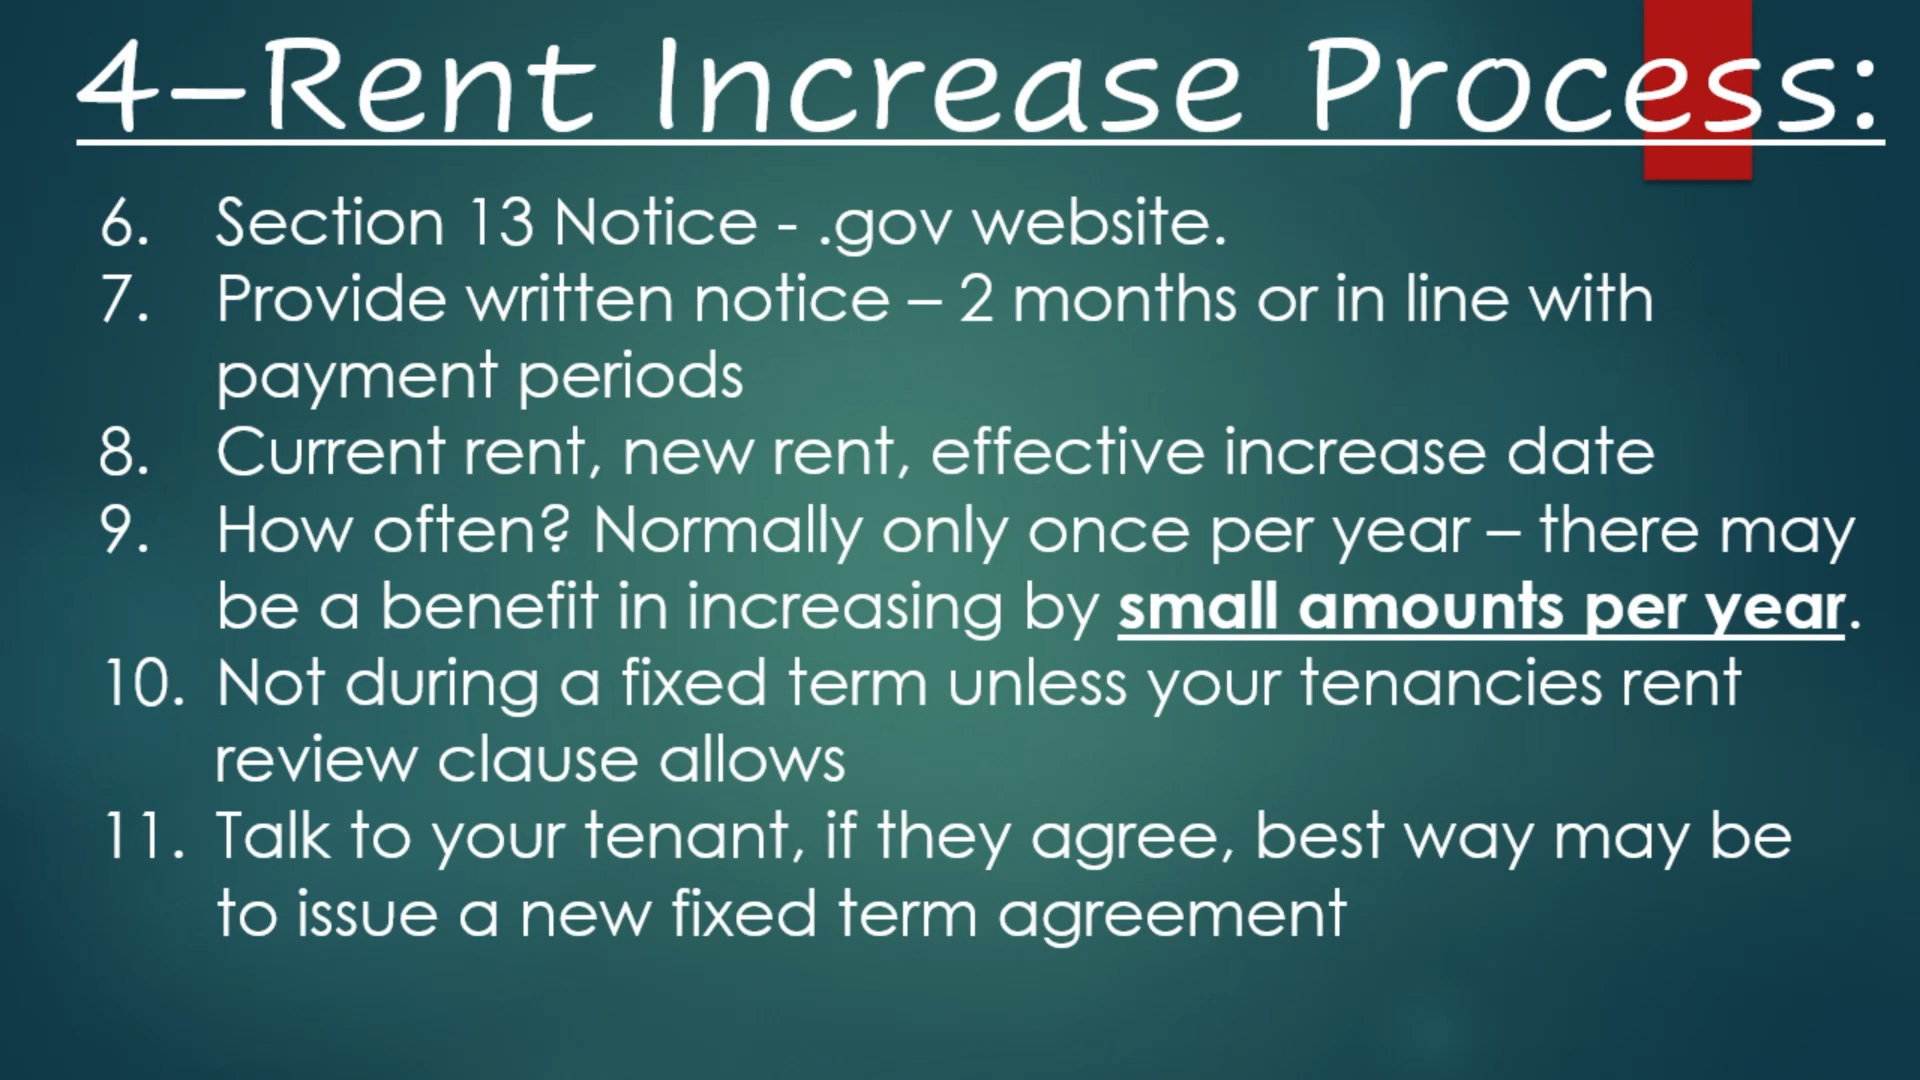 4–Rent Increase Process:
6. Section 13 Notice - .gov website.
7. Provide written notice – 2 months or in line with
payment periods
8. Current rent, new rent, effective increase date
9. How often? Normally only once per year – there may
be a benefit in increasing by small amounts per year.
10. Not during a fixed term unless your tenancies rent
review clause allows
11. Talk to your tenant, if they agree, best way may be
to issue a new fixed term agreement